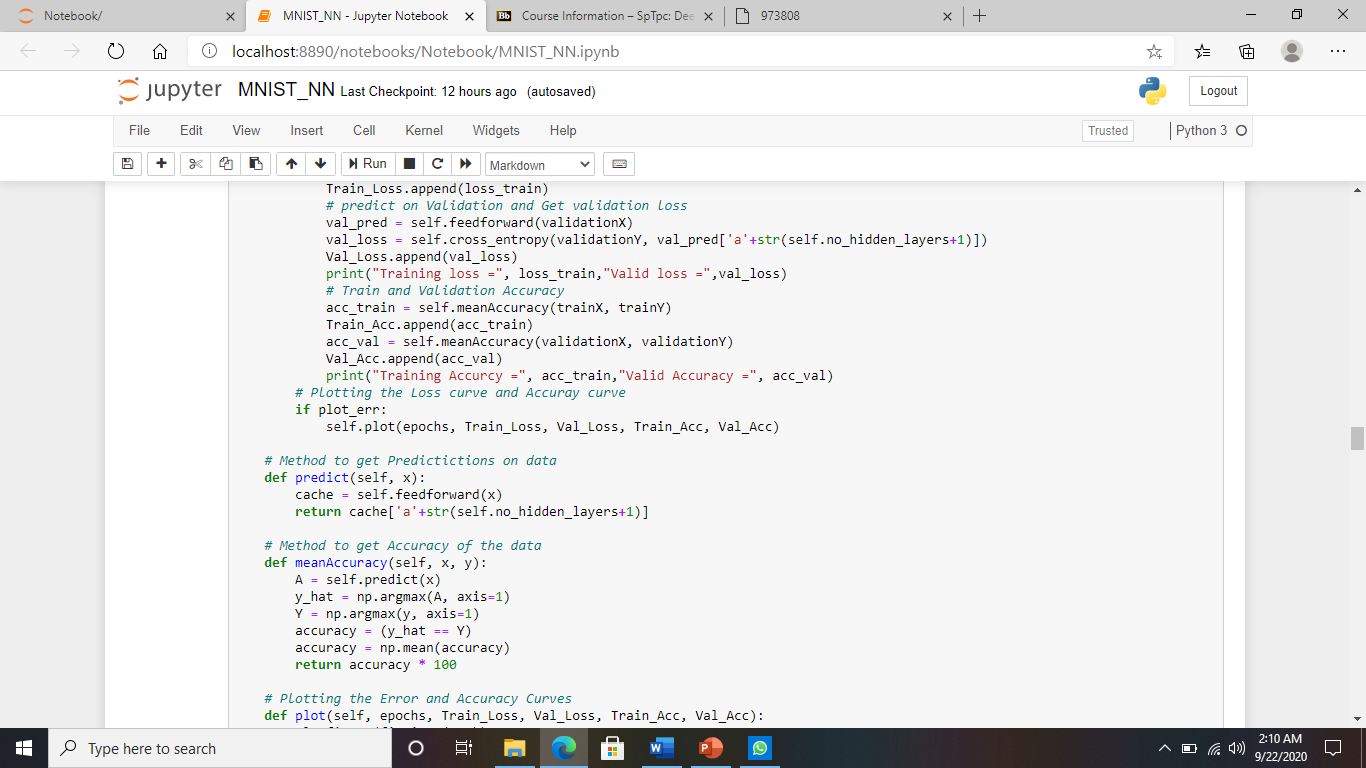 Notebook/
MNIST_NN - Jupyter Notebook
Bb Course Information – SpTpc: Dee
973808
localhost:8890/notebooks/Notebook/MNIST_NN.ipynb
jupyter MNIST_NN Last Checkpoint: 12 hours ago (autosaved)
Logout
File Edit View Insert Cell Kernel Widgets Help
Trusted
Python 3
Run
Markdown
Train_Loss.append(loss_train)
# predict on Validation and Get validation loss
val_pred = self.feedforward(validationX)
val_loss = self.cross_entropy(validationY, val_pred['a'+str(self.no_hidden_layers+1)])
Val_Loss.append(val_loss)
print("Training loss =", loss_train,"Valid loss =",val_loss)
# Train and Validation Accuracy
acc_train = self.meanAccuracy(trainX, trainY)
Train_Acc.append(acc_train)
acc_val = self.meanAccuracy(validationX, validationY)
Val_Acc.append(acc_val)
print("Training Accurcy =", acc_train,"Valid Accuracy =", acc_val)
# Plotting the Loss curve and Accuray curve
if plot_err:
self.plot(epochs, Train_Loss, Val_Loss, Train_Acc, Val_Acc)
# Method to get Predictictions on data
def predict(self, x):
cache = self.feedforward(x)
return cache['a'+str(self.no_hidden_layers+1)]
# Method to get Accuracy of the data
def meanAccuracy(self, x, y):
A = self.predict(x)
y_hat = np.argmax(A, axis=1)
Y = np.argmax(y, axis=1)
accuracy = (y_hat == Y)
accuracy = np.mean(accuracy)
return accuracy * 100
# Plotting the Error and Accuracy Curves
def plot(self, epochs, Train_Loss, Val_Loss, Train_Acc, Val_Acc):
Type here to search
2:10 AM
9/22/2020